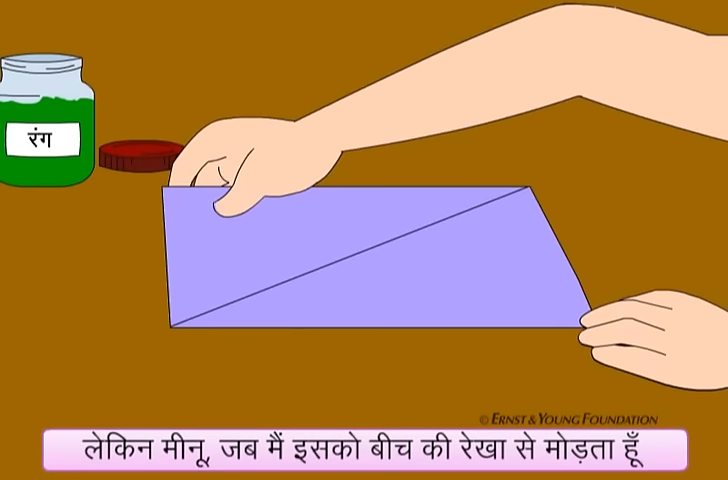 रंग
© ERNST & YOUNG FOUNDATION
लेकिन मीनू, जब मैं इसको बीच की रेखा से मोड़ता हूँ